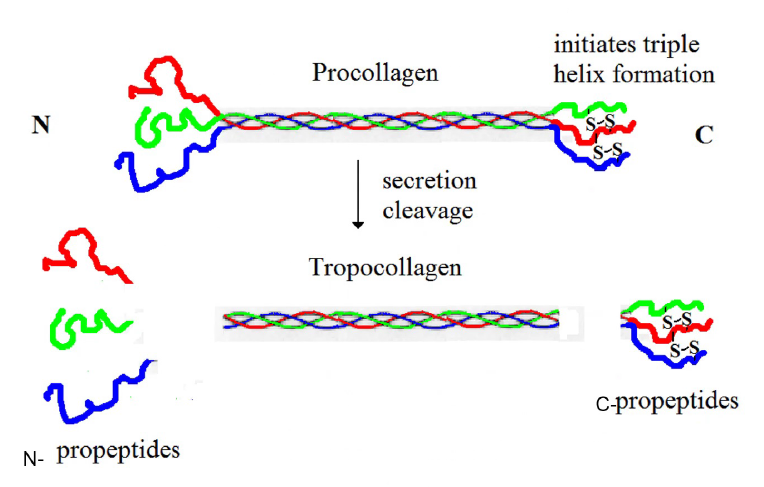 initiates triple
helix formation
Procollagen
N
S-S
C
S-S
secretion
cleavage
Tropocollagen
S-S
S-S
C-propeptides
N- propeptides